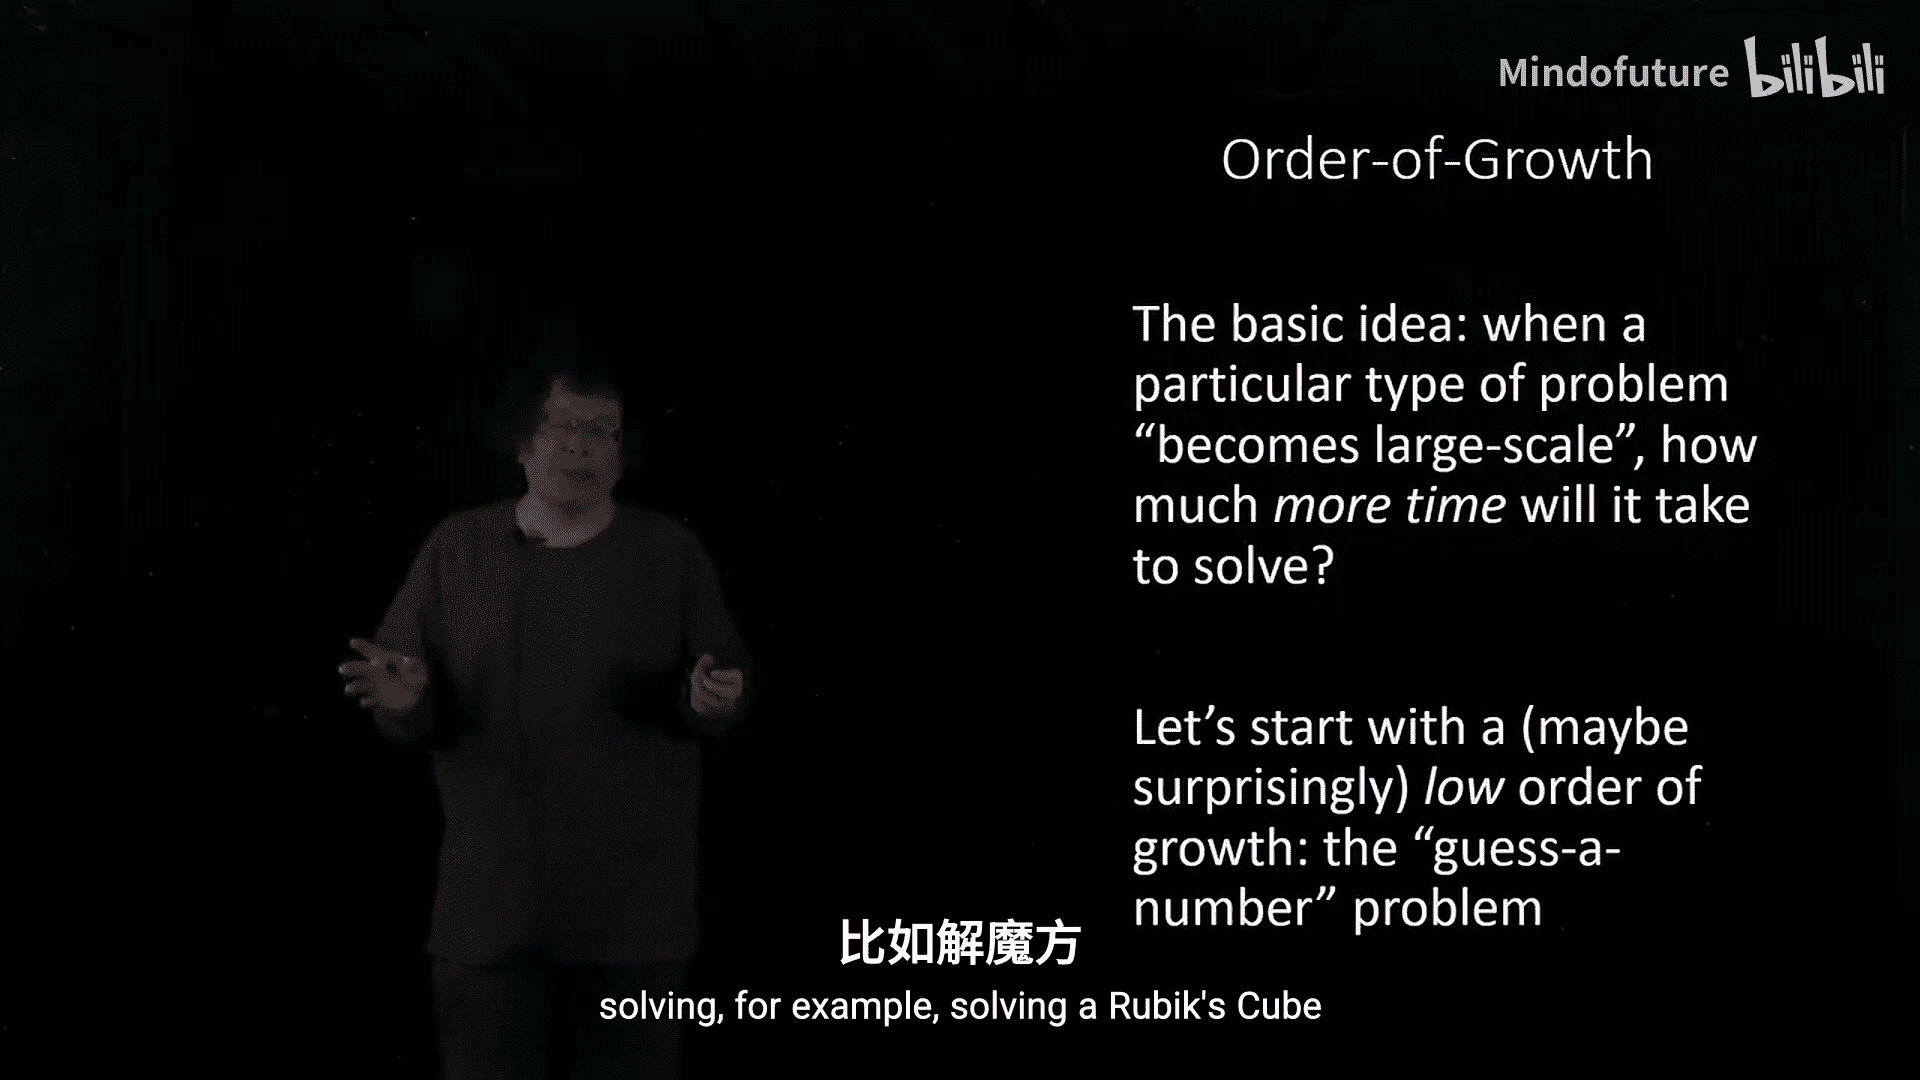 Mindofuture bilibili
Order-of-Growth
The basic idea: when a
particular type of problem
“becomes large-scale”, how
much more time will it take
to solve?
Let’s start with a (maybe
surprisingly) low order of
growth: the “guess-a-
number” problem
比如解魔方
solving, for example, solving a Rubik's Cube